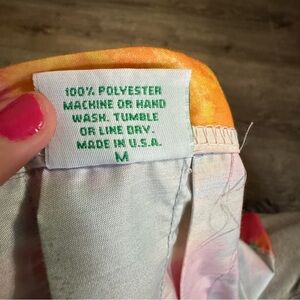 100% POLYESTER
MACHINE OR HAND
WASH. TUMBLE
OR LINE DRY.
MADE IN U.S.A.
M